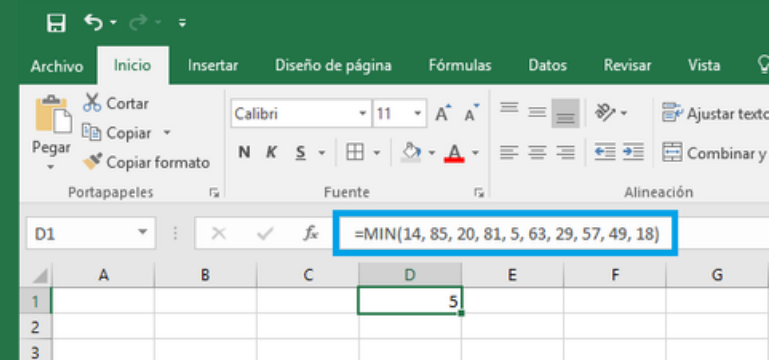 Archivo Inicio Insertar Diseño de página Fórmulas Datos Revisar Vista
Pegar
Cortar
Copiar
Copiar formato
Portapapeles
Calibri 11 A A
N K S A
Fuente
Ajustar texto
Combinar y
Alineación
D1 fx =MIN(14, 85, 20, 81, 5, 63, 29, 57, 49, 18)
A B C D E F G
1 5
2
3